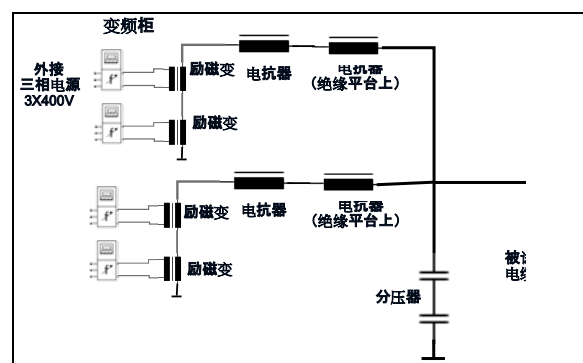 变频柜
外接
三相电源
3X400V
励磁变
电抗器
电抗器
（绝缘平台上）
励磁变
励磁变
电抗器
电抗器
（绝缘平台上）
励磁变
分压器
被
电